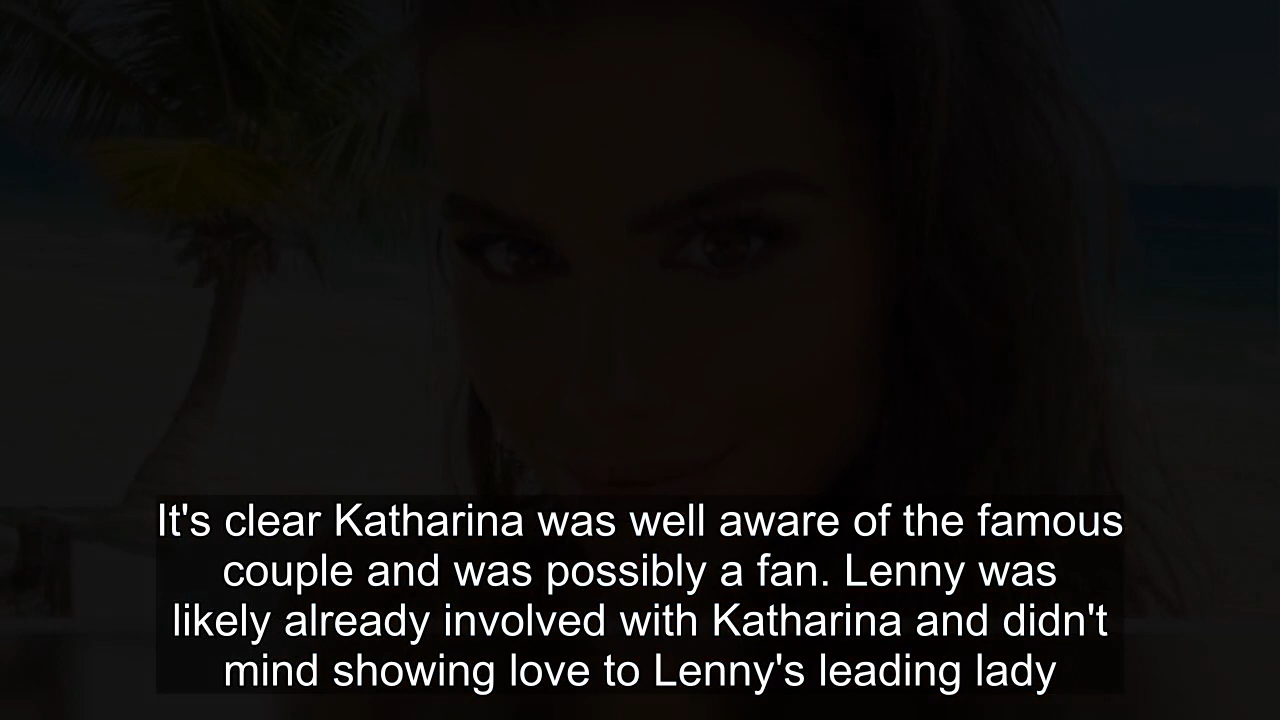 It's clear Katharina was well aware of the famous
couple and was possibly a fan. Lenny was
likely already involved with Katharina and didn't
mind showing love to Lenny's leading lady